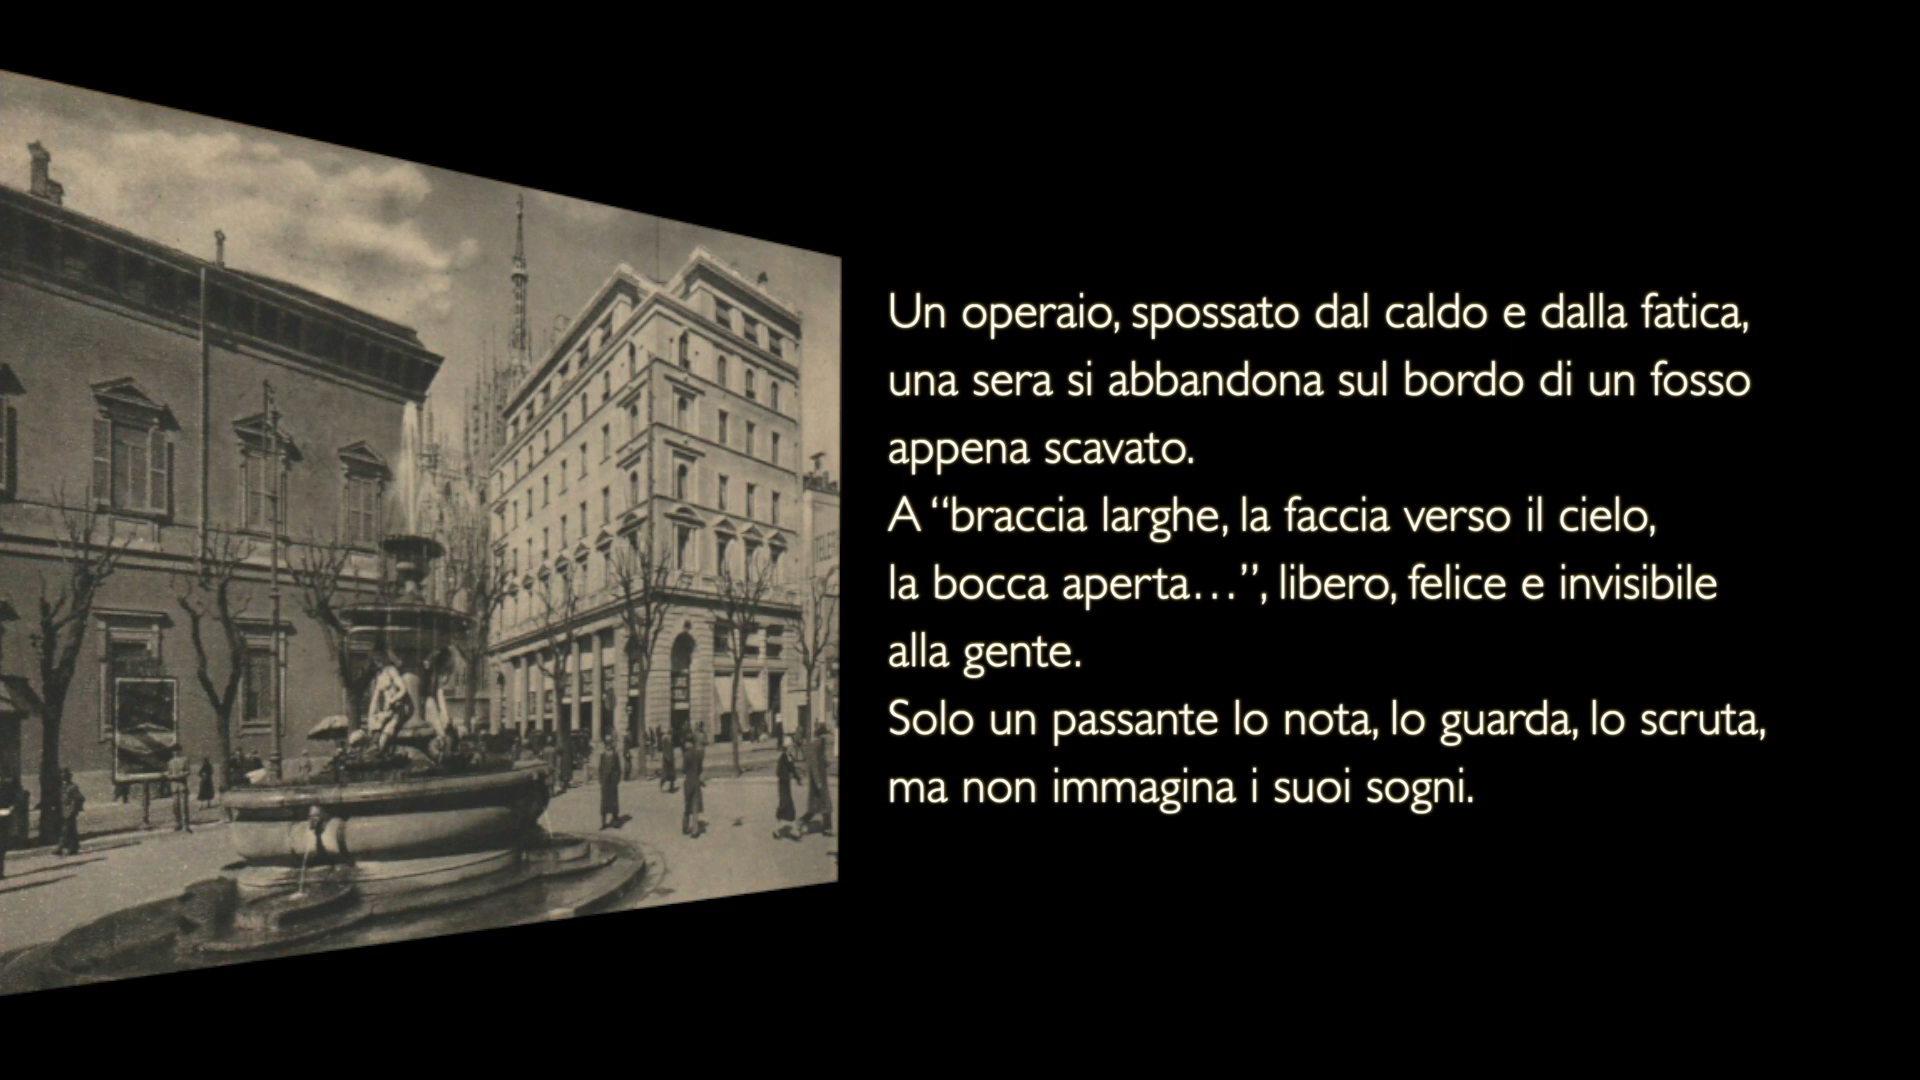 Un operaio, spossato dal caldo e dalla fatica,
una sera si abbandona sul bordo di un fosso
appena scavato.
A “braccia larghe, la faccia verso il cielo,
la bocca aperta…”, libero, felice e invisibile
alla gente.
Solo un passante lo nota, lo guarda, lo scruta,
ma non immagina i suoi sogni.